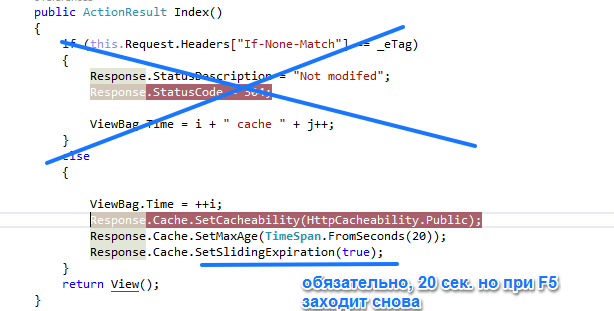 public ActionResult Index()
{
if (this.Request.Headers["If-None-Match"] == _eTag)
{
Response.StatusDescription = "Not modifed";
Response.StatusCode = 304;
ViewBag.Time = i + " cache " + j++;
}
else
{
ViewBag.Time = ++i;
Response.Cache.SetCacheability(HttpCacheability.Public);
Response.Cache.SetMaxAge(TimeSpan.FromSeconds(20));
Response.Cache.SetSlidingExpiration(true);
}
return View();
}
обязательно, 20 сек. но при F5
заходит снова